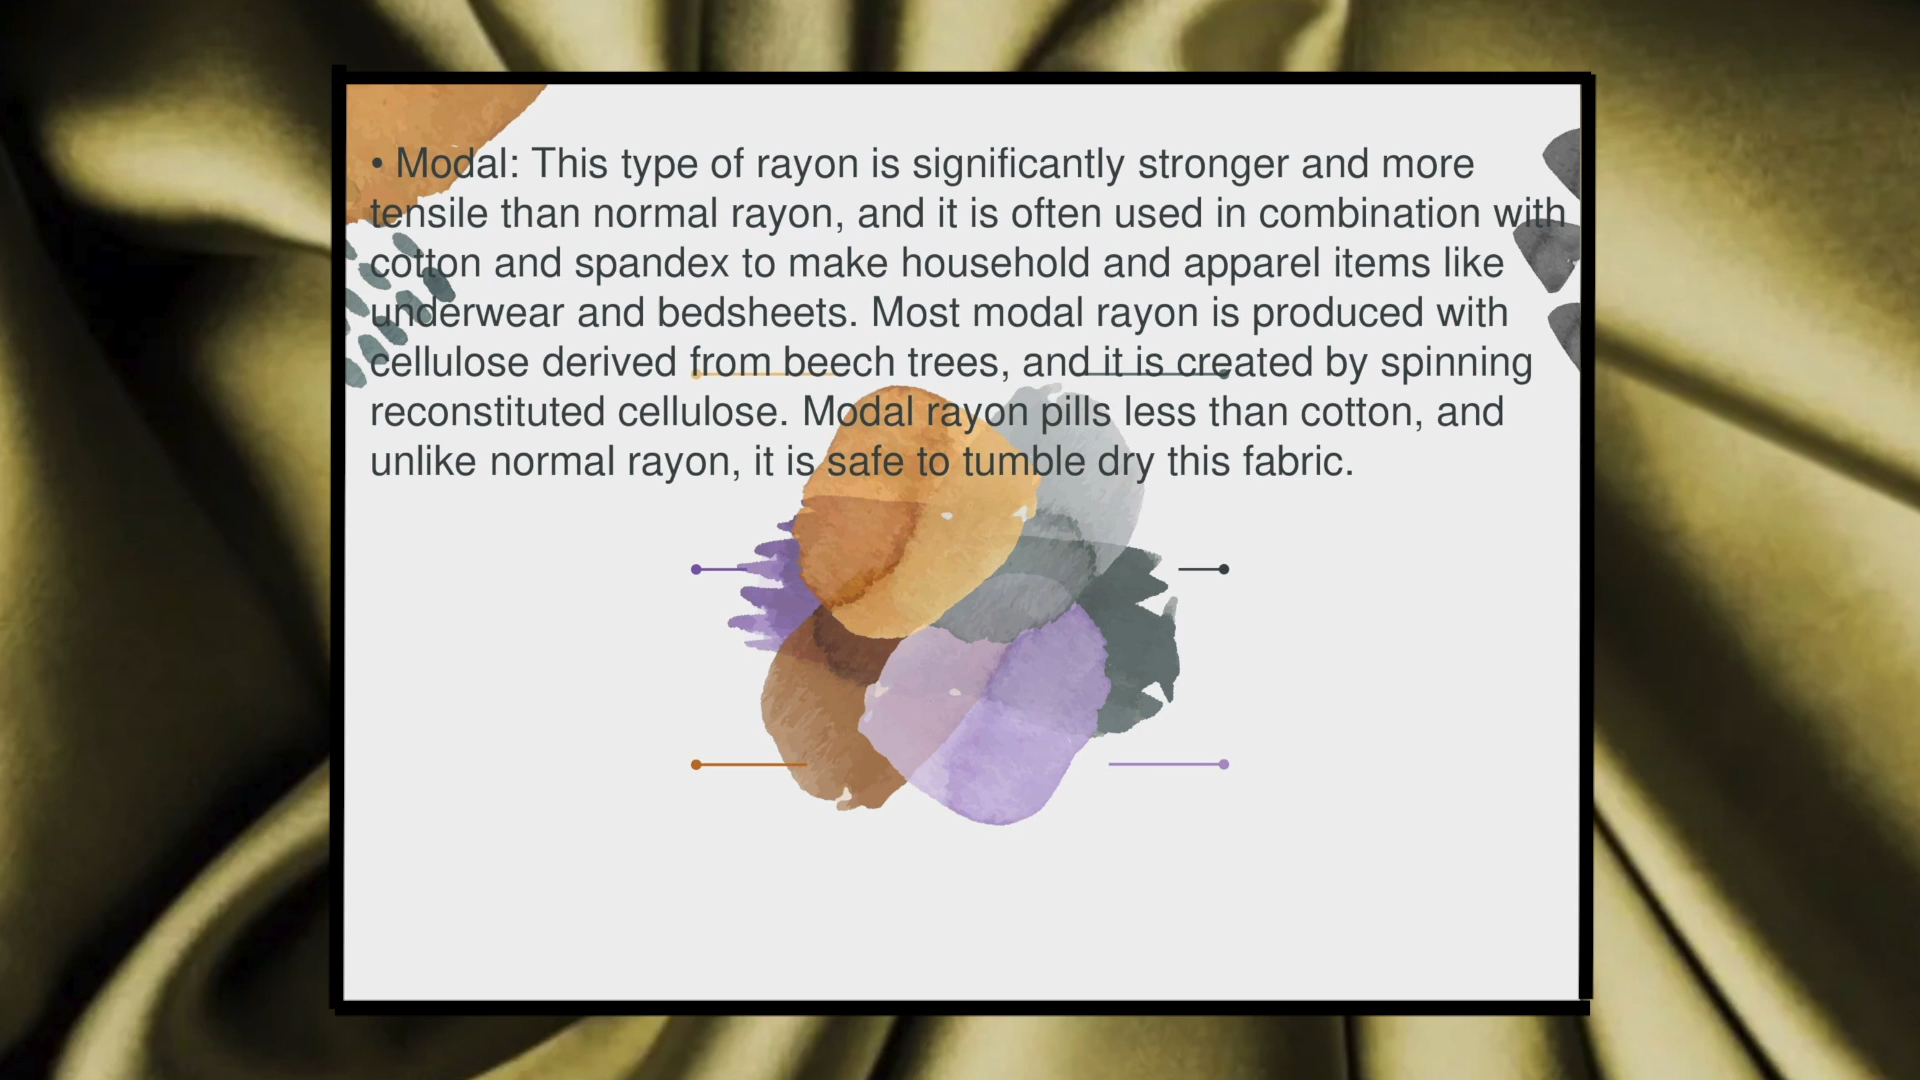 • Modal: This type of rayon is significantly stronger and more
tensile than normal rayon, and it is often used in combination with
cotton and spandex to make household and apparel items like
underwear and bedsheets. Most modal rayon is produced with
cellulose derived from beech trees, and it is created by spinning
reconstituted cellulose. Modal rayon pills less than cotton, and
unlike normal rayon, it is safe to tumble dry this fabric.